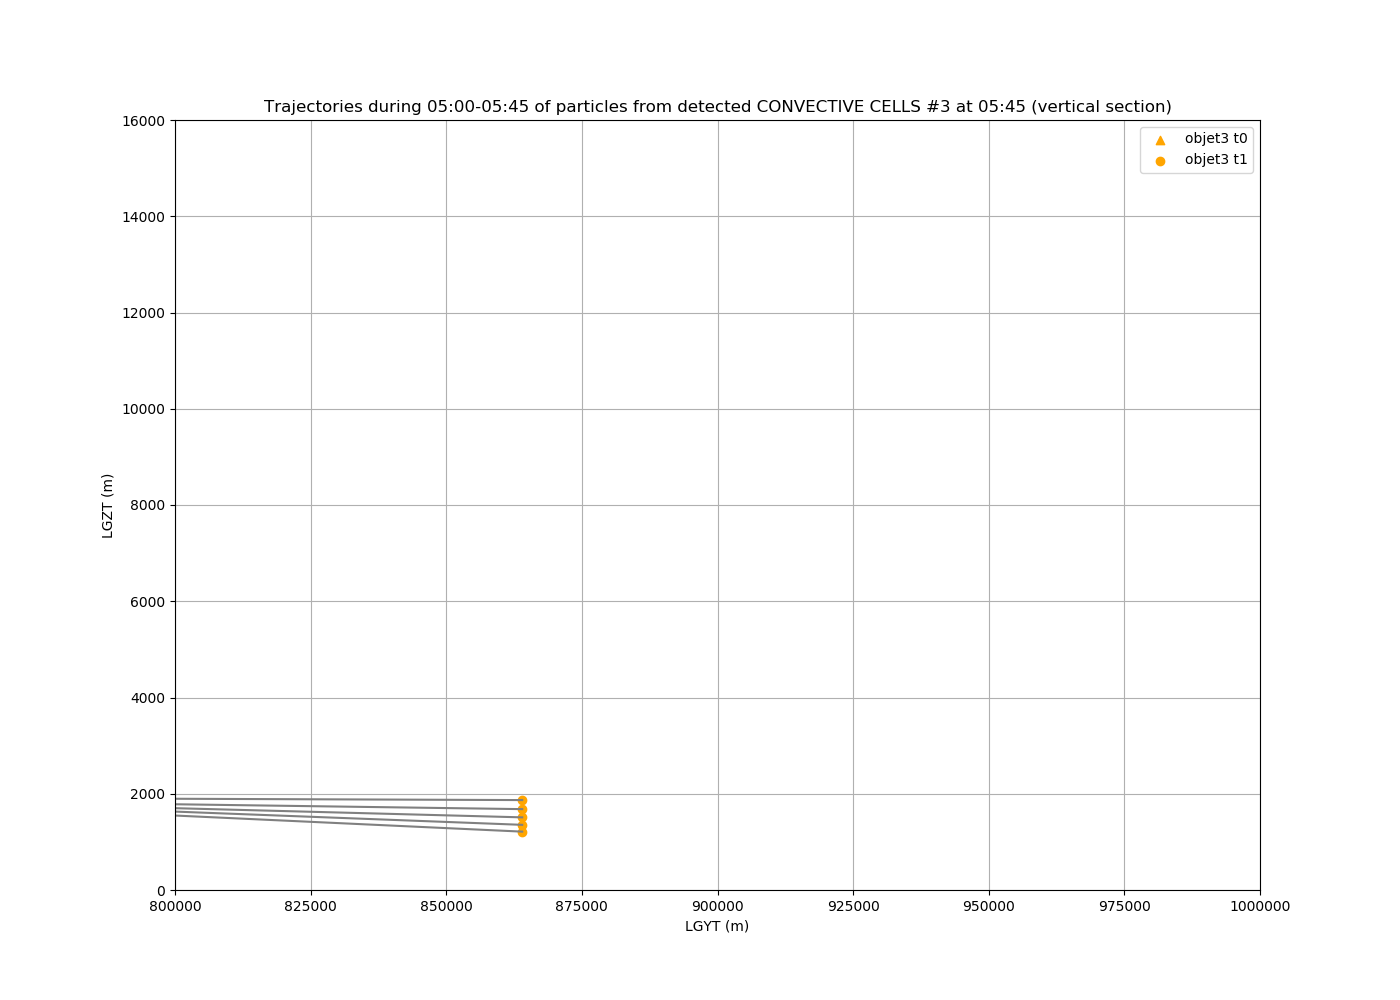 Trajectories during 05:00-05:45 of particles from detected CONVECTIVE CELLS #3 at 05:45 (vertical section)
objet3 t0
objet3 t1
16000
14000
12000
10000
8000
6000
4000
2000
0
LGZT (m)
800000 825000 850000 875000 900000 925000 950000 975000 1000000
LGYT (m)